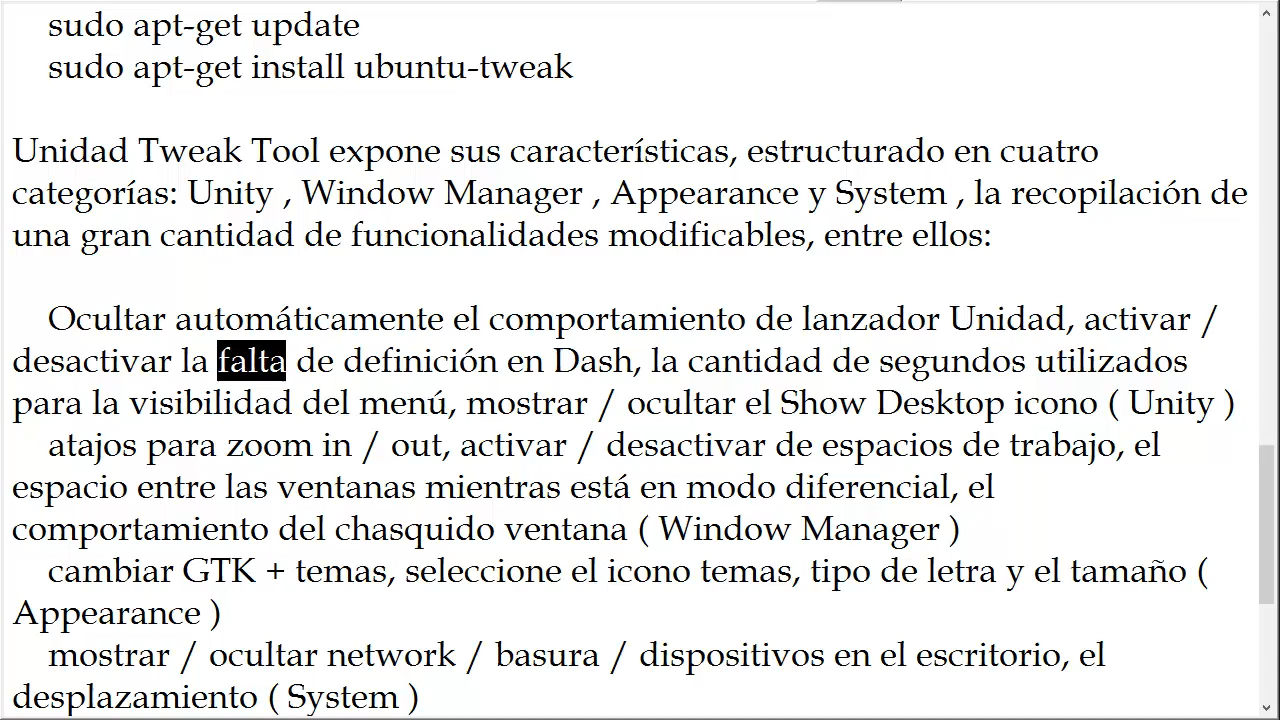 sudo apt-get update
sudo apt-get install ubuntu-tweak
Unidad Tweak Tool expone sus características, estructurado en cuatro
categorías: Unity , Window Manager , Appearance y System , la recopilación de
una gran cantidad de funcionalidades modificables, entre ellos:
Ocultar automáticamente el comportamiento de lanzador Unidad, activar /
desactivar la falta de definición en Dash, la cantidad de segundos utilizados
para la visibilidad del menú, mostrar / ocultar el Show Desktop icono ( Unity )
atajos para zoom in / out, activar / desactivar de espacios de trabajo, el
espacio entre las ventanas mientras está en modo diferencial, el
comportamiento del chasquido ventana ( Window Manager )
cambiar GTK + temas, seleccione el icono temas, tipo de letra y el tamaño (
Appearance )
mostrar / ocultar network / basura / dispositivos en el escritorio, el
desplazamiento ( System )